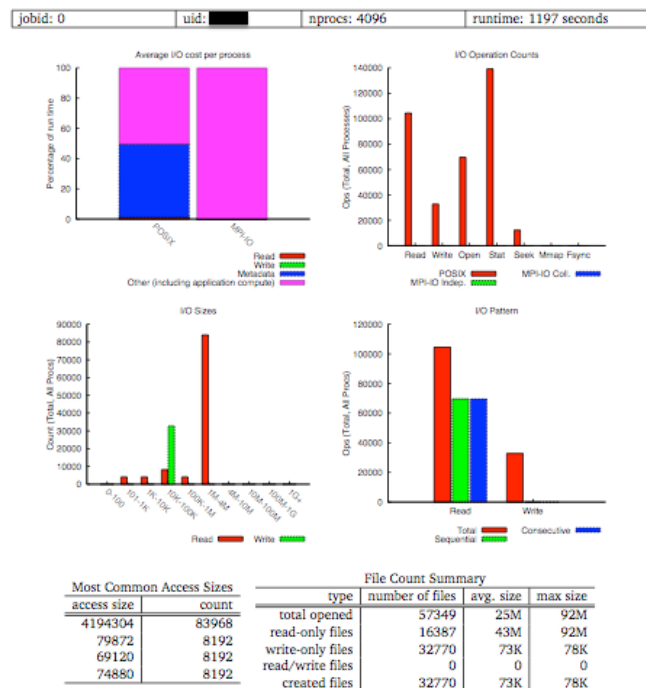 jobid: 0 uid: nprocs: 4096 runtime: 1197 seconds
Average I/O cost per process
Percentage of run time
100
80
60
40
20
0
POSIX
MPI-IO
Read
Write
Metadata
Other (including application compute)
I/O Operation Counts
Ops (Total, All Processes)
140000
120000
100000
80000
60000
40000
20000
0
Read Write Open Stat Seek Mmap Fsync
POSIX MPI-IO Coll.
MPI-IO Indep.
I/O Sizes
Count (Total, All Procs)
90000
80000
70000
60000
50000
40000
30000
20000
10000
0
0-100
101-1K
1K-10K
10K-100K
100K-1M
1M-4M
4M-10M
10M-100M
100M-1G
1G+
Read Write
I/O Pattern
Ops (Total, All Procs)
120000
100000
80000
60000
40000
20000
0
Read Write
Total Consecutive
Sequential
Most Common Access Sizes
access size count
4194304 83968
79872 8192
69120 8192
74880 8192
File Count Summary
type number of files avg. size max size
total opened 57349 25M 92M
read-only files 16387 43M 92M
write-only files 32770 73K 78K
read/write files 0 0 0
created files 32770 73K 78K